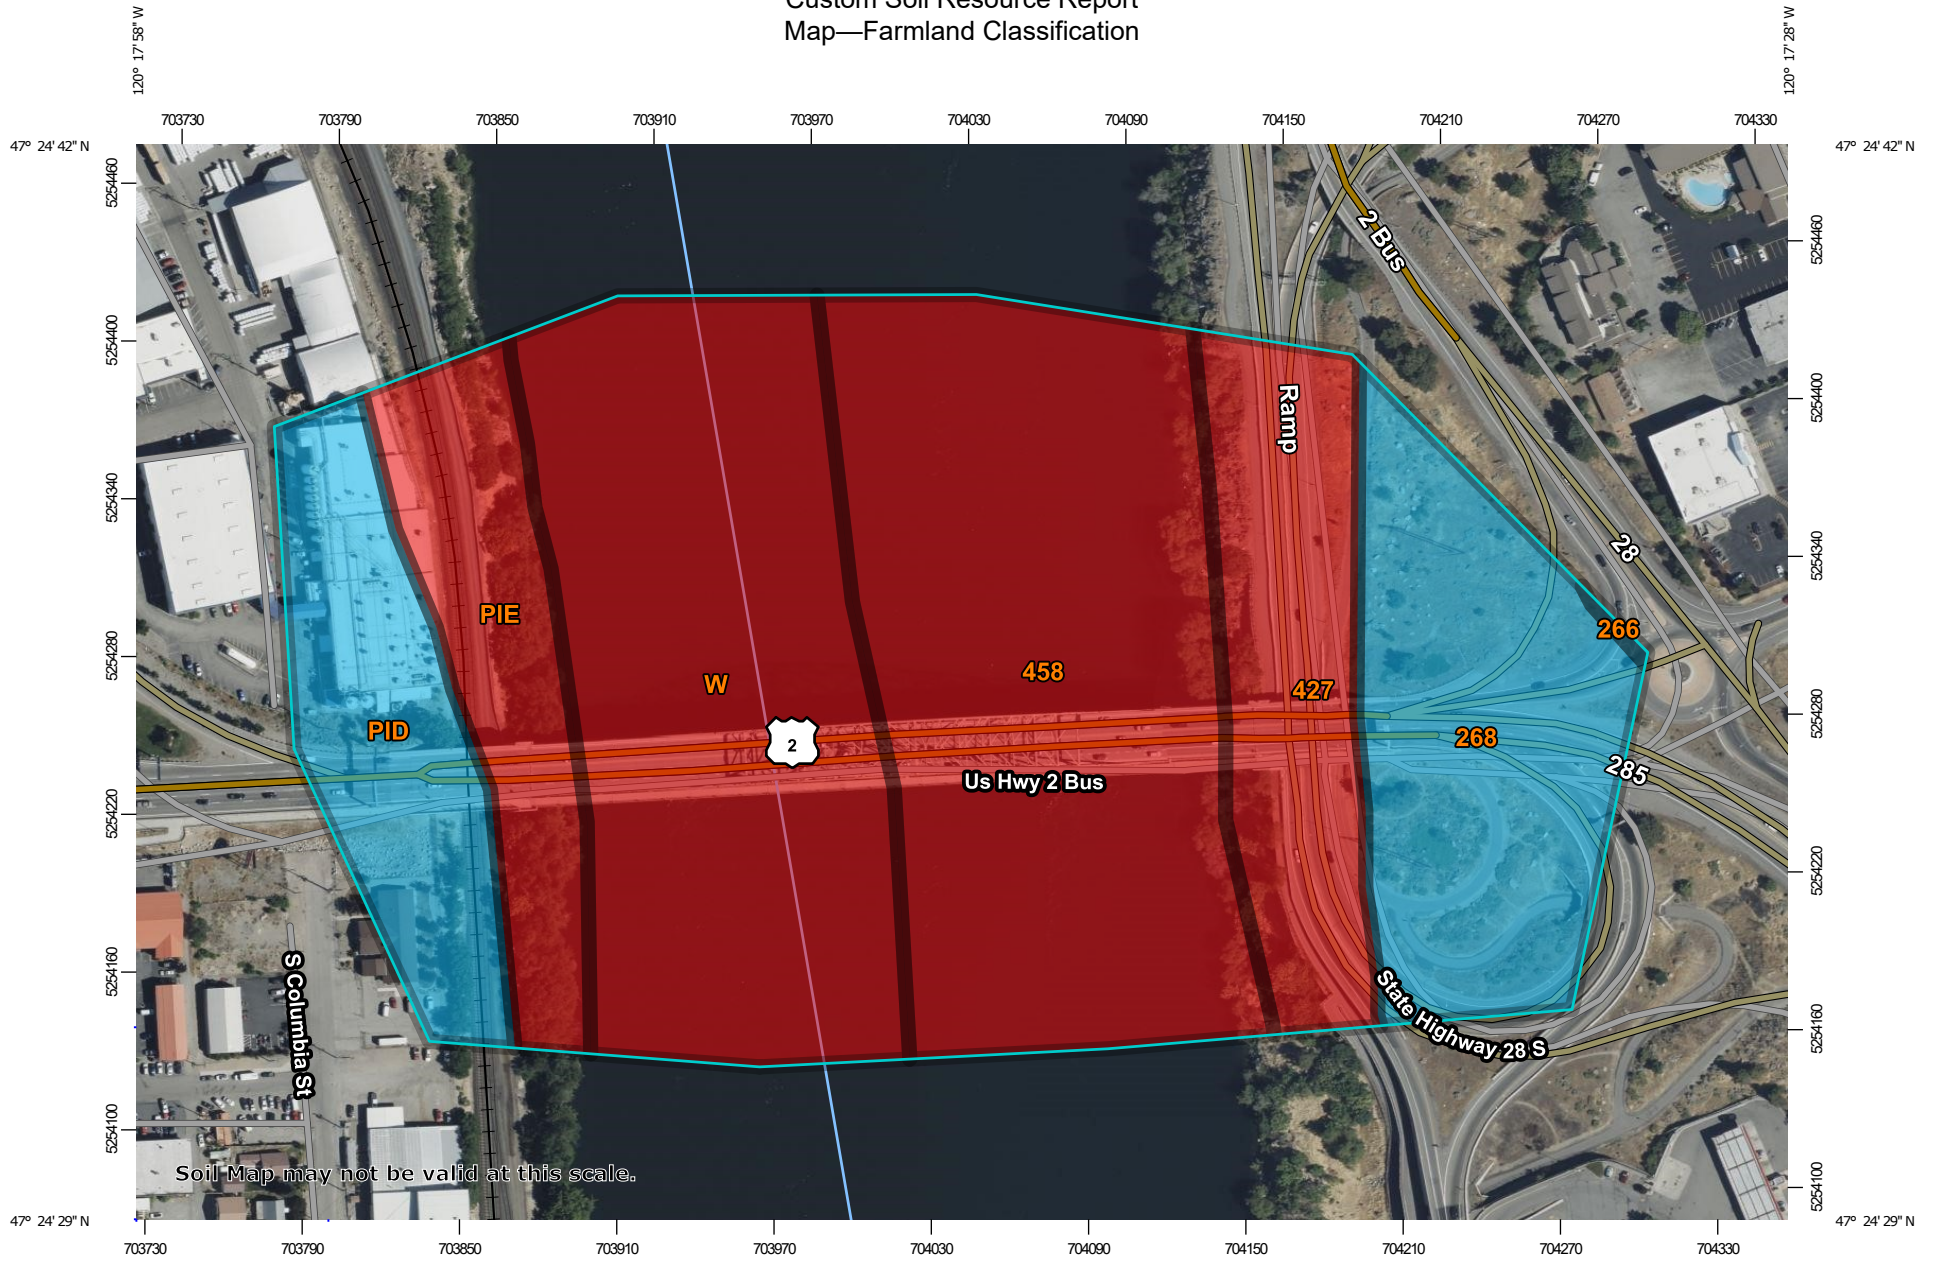 Custom Soil Resource Report
Map—Farmland Classification
120° 17' 58" W
120° 17' 28" W
703730 703790 703850 703910 703970 704030 704090 704150 704210 704270 704330
47° 24' 42" N
47° 24' 42" N
5254460
5254400
5254340
5254280
5254220
5254160
5254100
5254460
5254400
5254340
5254280
5254220
5254160
5254100
2 Bus
Ramp
28
PIE
266
W
458
427
PID
2
268
Us Hwy 2 Bus
285
S Columbia St
State Highway 28 S
Soil Map may not be valid at this scale.
47° 24' 29" N
47° 24' 29" N
703730 703790 703850 703910 703970 704030 704090 704150 704210 704270 704330